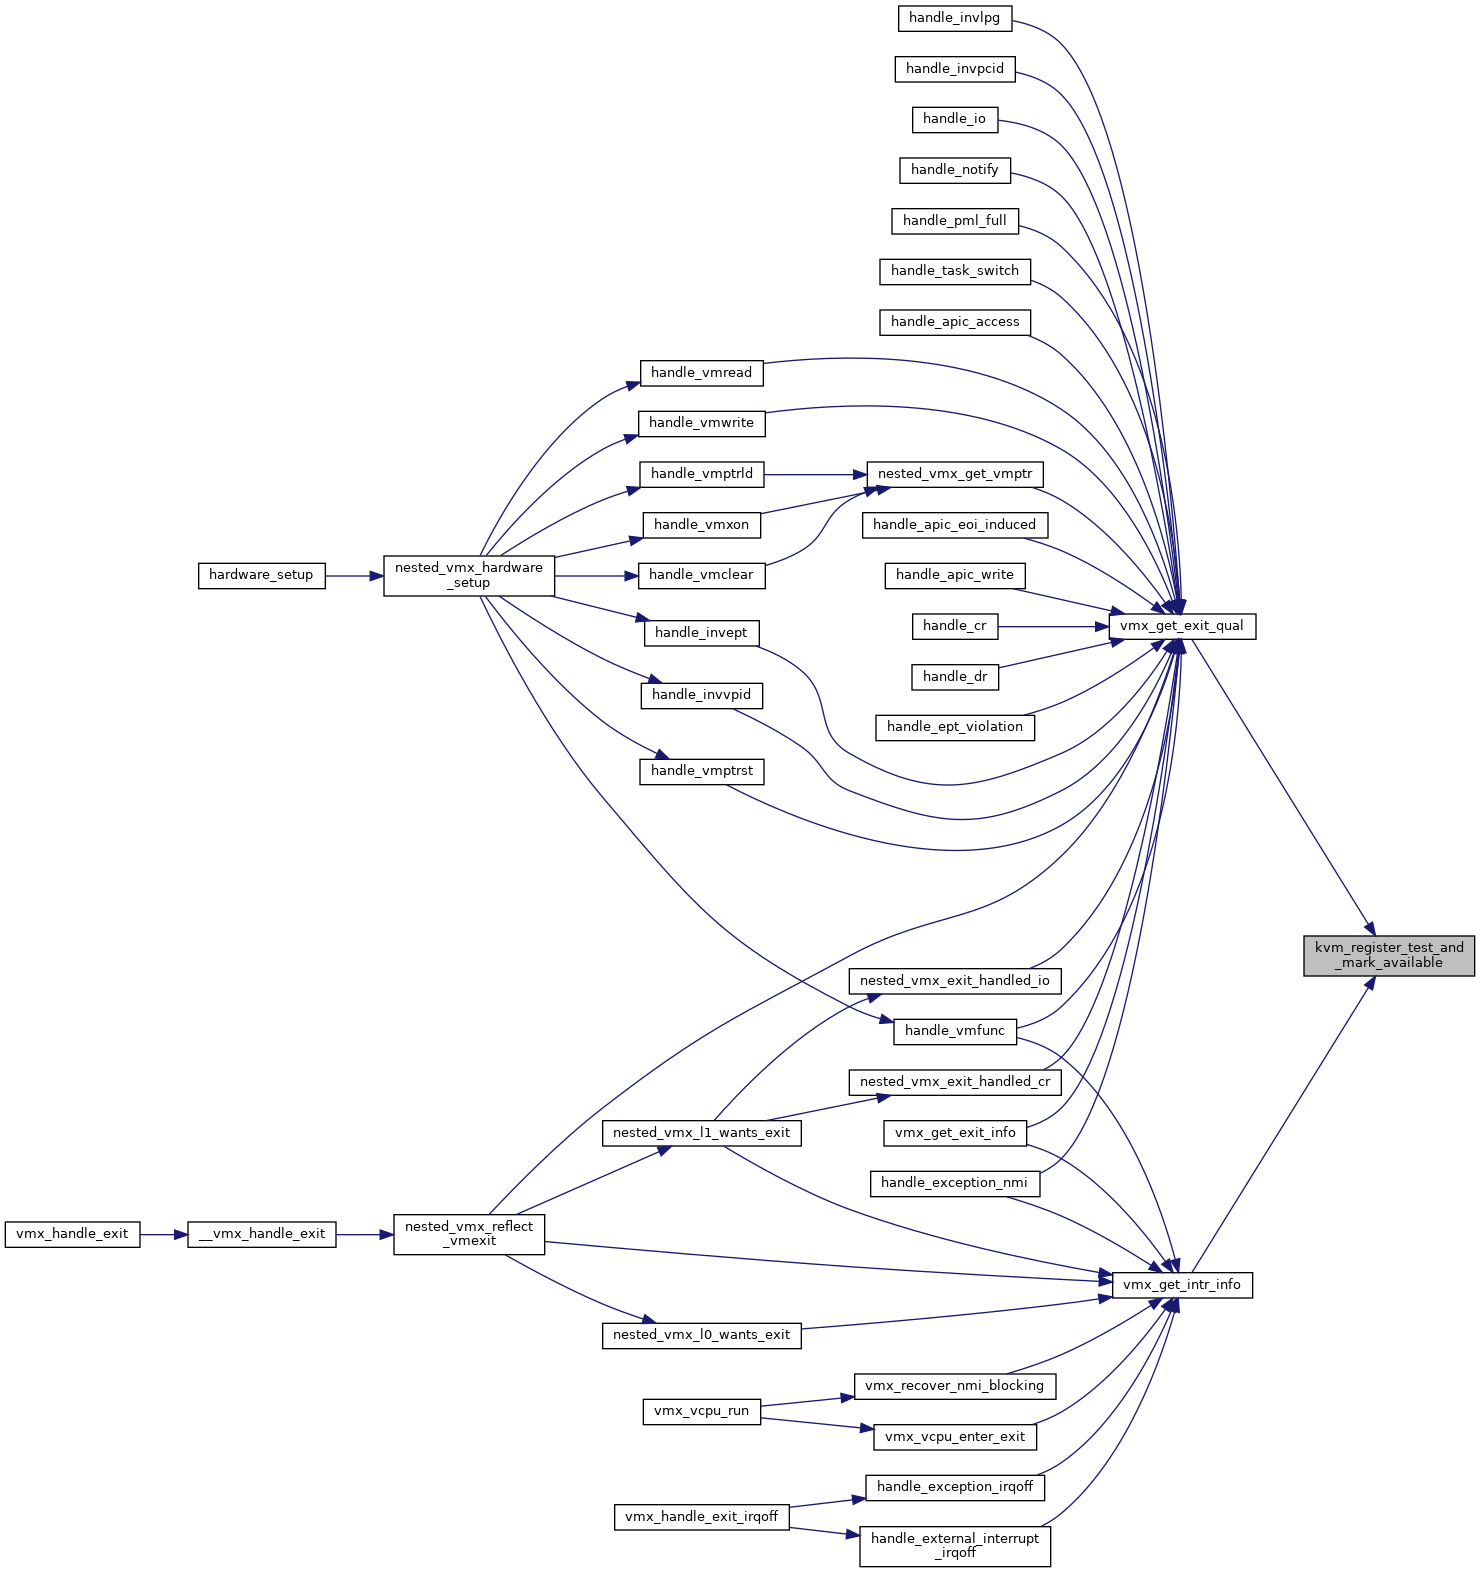 handle_invlpg
handle_invpcid
handle_io
handle_notify
handle_pml_full
handle_task_switch
handle_apic_access
handle_vmread
handle_vmwrite
handle_vmptrld
nested_vmx_get_vmptr
handle_vmxon
handle_apic_eoi_induced
hardware_setup
nested_vmx_hardware
_setup
handle_vmclear
handle_apic_write
handle_invept
handle_cr
vmx_get_exit_qual
handle_dr
handle_invvpid
handle_ept_violation
handle_vmptrst
kvm_register_test_and
_mark_available
nested_vmx_exit_handled_io
handle_vmfunc
nested_vmx_exit_handled_cr
nested_vmx_l1_wants_exit
vmx_get_exit_info
handle_exception_nmi
vmx_handle_exit
__vmx_handle_exit
nested_vmx_reflect
_vmexit
vmx_get_intr_info
nested_vmx_l0_wants_exit
vmx_recover_nmi_blocking
vmx_vcpu_run
vmx_vcpu_enter_exit
handle_exception_irqoff
vmx_handle_exit_irqoff
handle_external_interrupt
_irqoff